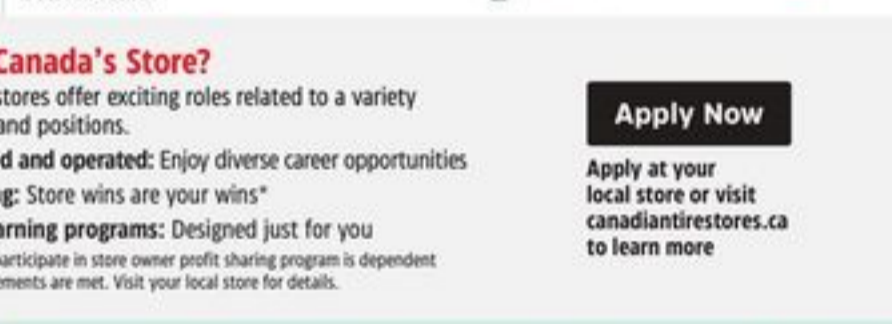 Canada's Store?
stores offer exciting roles related to a variety
and positions.
d and operated: Enjoy diverse career opportunities
g: Store wins are your wins*
arning programs: Designed just for you
articipate in store owner profit sharing program is dependent
ements are met. Visit your local store for details.
Apply Now
Apply at your
local store or visit
canadiantirestores.ca
to learn more